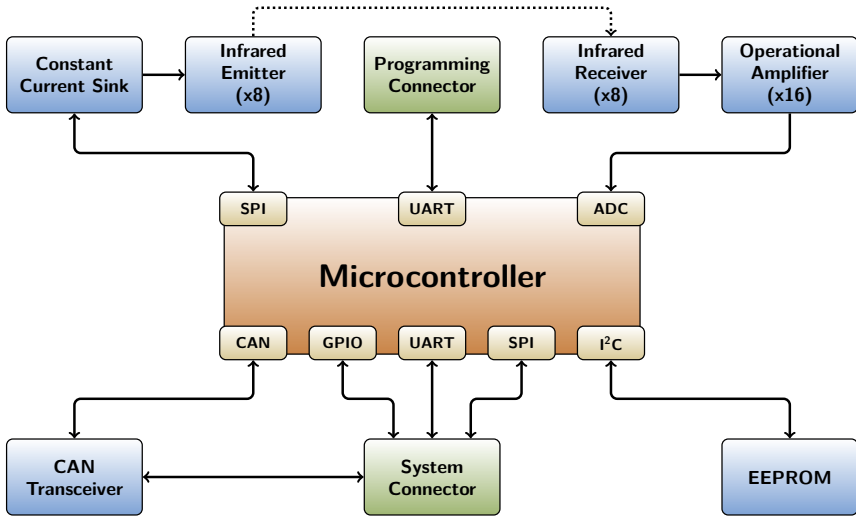 Constant
Current Sink
Infrared
Emitter
(x8)
Programming
Connector
Infrared
Receiver
(x8)
Operational
Amplifier
(x16)
SPI
UART
ADC
Microcontroller
CAN
GPIO
UART
SPI
I²C
CAN
Transceiver
System
Connector
EEPROM